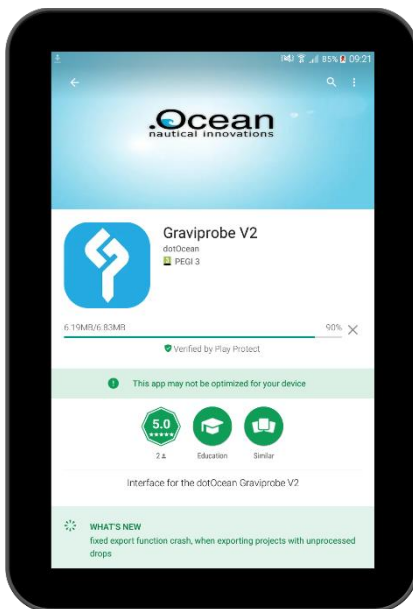 85% 09:21
.Ocean
nautical innovations
Graviprobe V2
dotOcean
PEGI 3
6.19MB/6.83MB 90%
Verified by Play Protect
This app may not be optimized for your device
5.0
2 Education Similar
Interface for the dotOcean Graviprobe V2
WHAT'S NEW
fixed export function crash, when exporting projects with unprocessed
drops